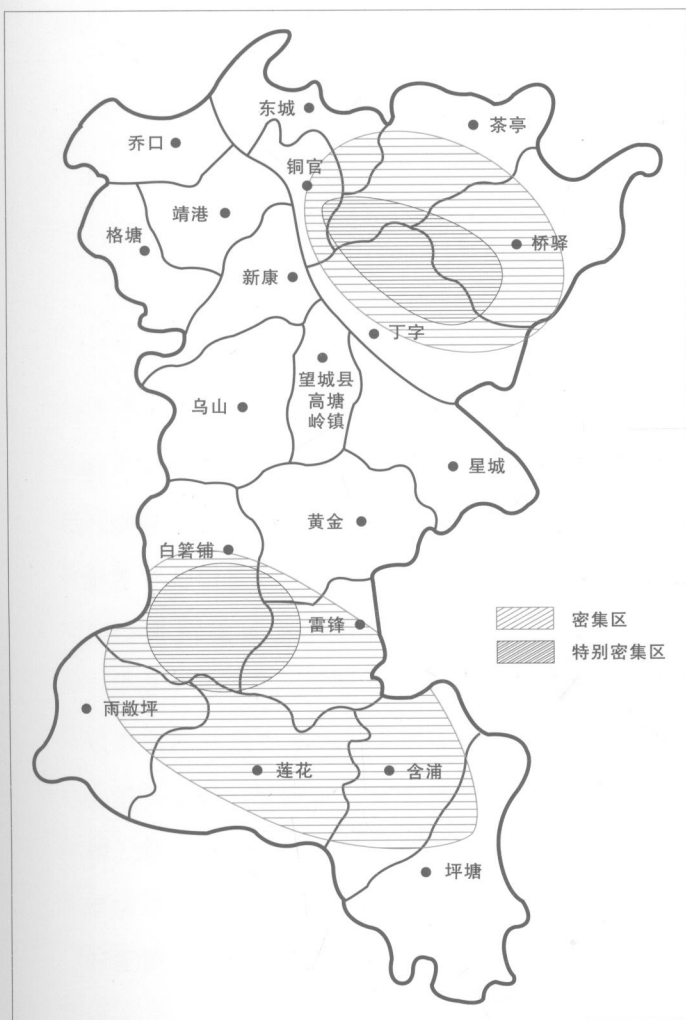 东城
茶亭
乔口
铜官
靖港
格塘
桥驿
新康
丁字
望城县
高塘
岭镇
乌山
星城
黄金
白箬铺
密集区
雷锋
特别密集区
雨敞坪
莲花
含浦
坪塘